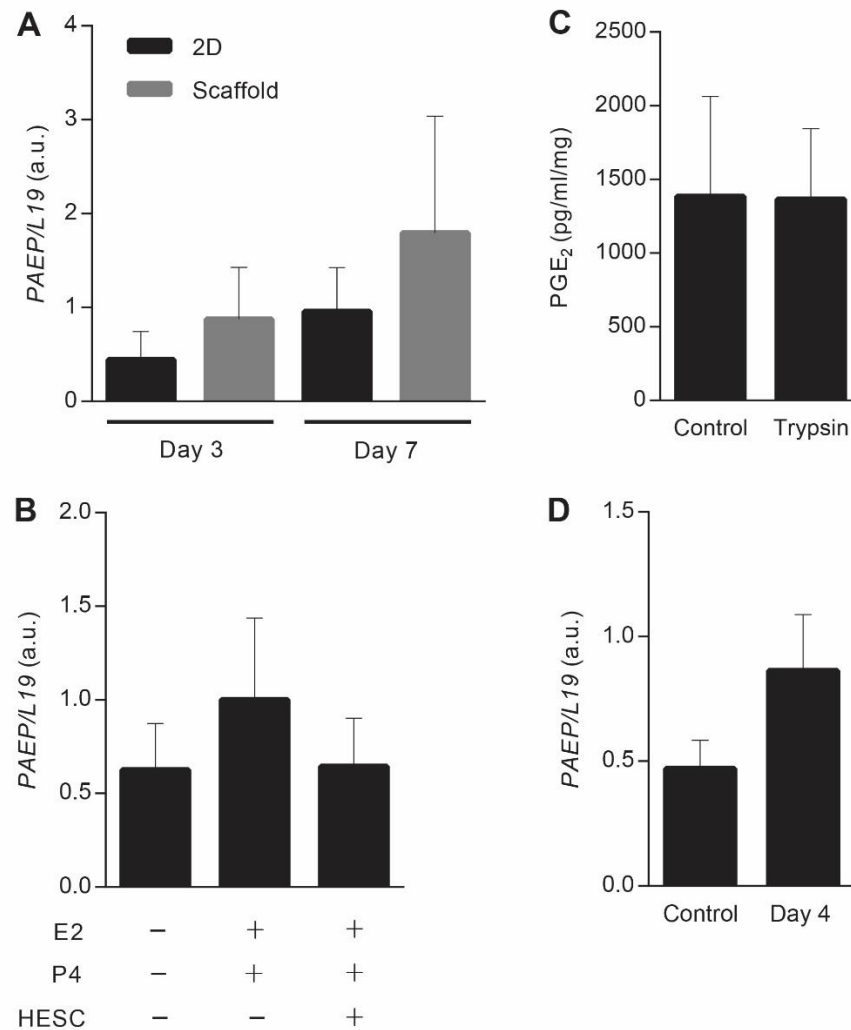 A
4
3
2
1
0
PAEP/L19 (a.u.)
2D
Scaffold
Day 3
Day 7
C
2500
2000
1500
1000
500
0
PGE₂ (pg/ml/mg)
Control Trypsin
B
2.0
1.5
1.0
0.5
0.0
PAEP/L19 (a.u.)
E2 − + +
P4 − + +
HESC − − +
D
1.5
1.0
0.5
0.0
PAEP/L19 (a.u.)
Control Day 4